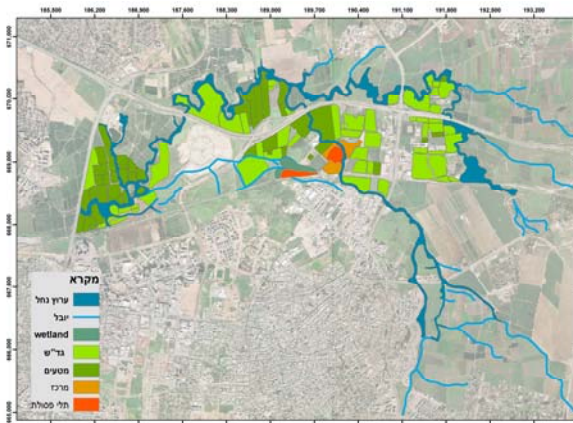 185,500 186,200 186,900 187,600 188,300 189,000 189,700 190,400 191,100 191,800 192,500 193,200
671,000
670,000
669,000
668,000
667,000
666,000
665,000
מקרא
ערוץ נחל
יובל
wetland
גד"ש
מטעים
מרכז
תלי פסולת